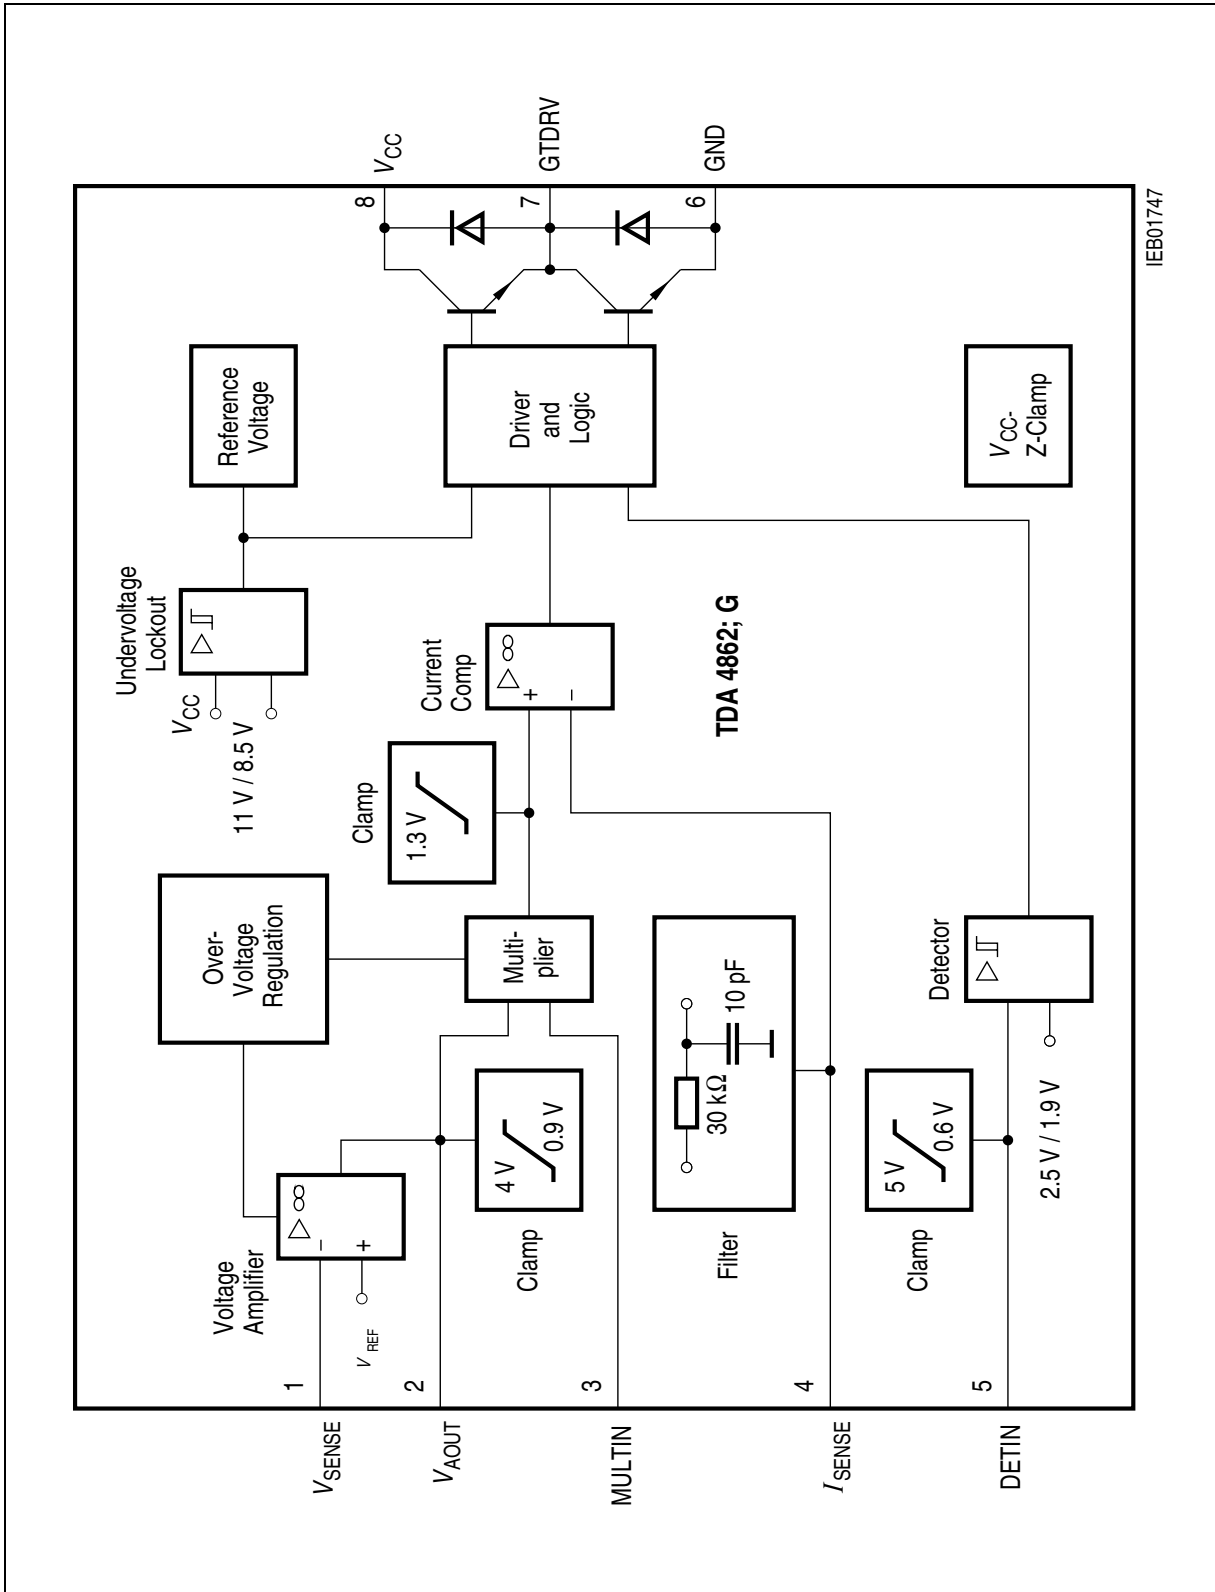 Undervoltage
Lockout
VCC
11 V / 8.5 V
Reference
Voltage
8
VCC
7
GTDRV
6
GND
Driver
and
Logic
VCC-
Z-Clamp
Over-
Voltage
Regulation
Clamp
1.3 V
Current
Comp
∞
+
−
Multi-
plier
TDA 4862; G
Voltage
Amplifier
∞
−
+
VREF
4 V
0.9 V
Clamp
30 kΩ
10 pF
Filter
5 V
0.6 V
Clamp
Detector
2.5 V / 1.9 V
1
VSENSE
2
VAOUT
3
MULTIN
4
ISENSE
5
DETIN
IEB01747